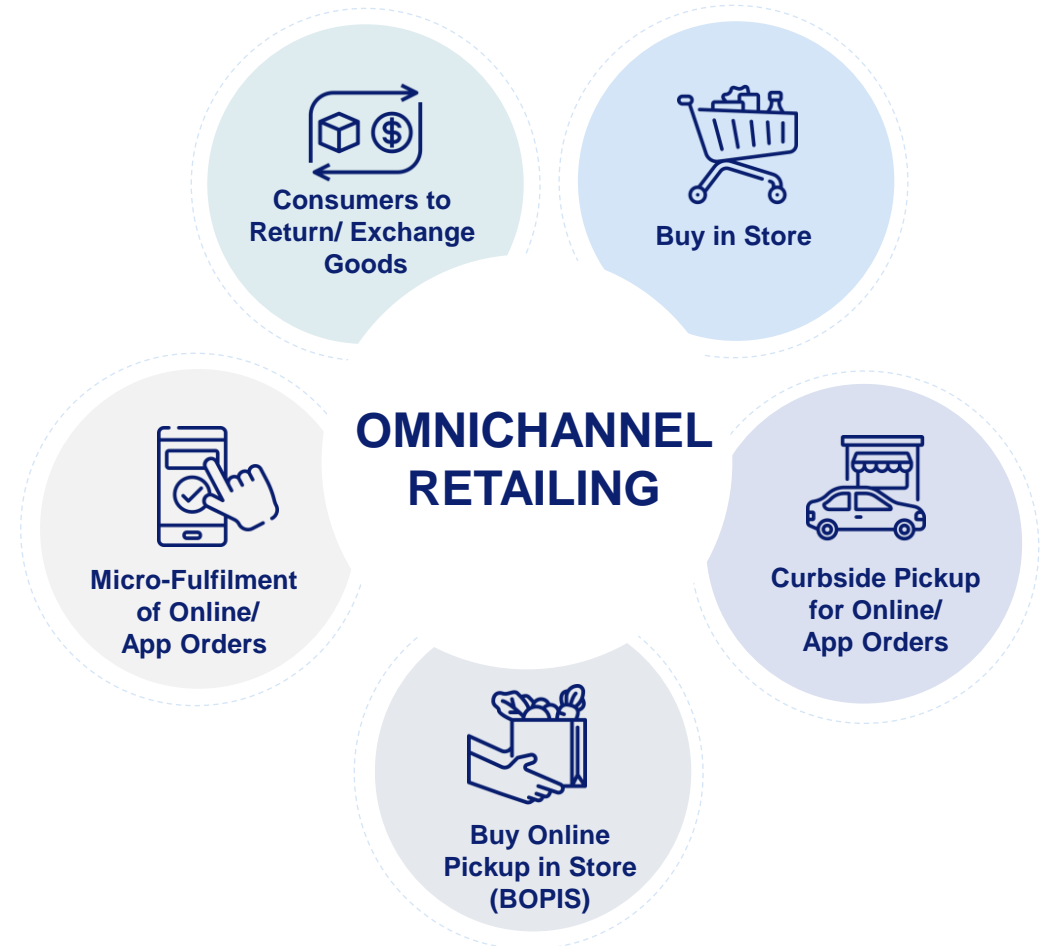 Consumers to
Return/ Exchange
Goods
Buy in Store
OMNICHANNEL
RETAILING
Micro-Fulfilment
of Online/
App Orders
Curbside Pickup
for Online/
App Orders
Buy Online
Pickup in Store
(BOPIS)